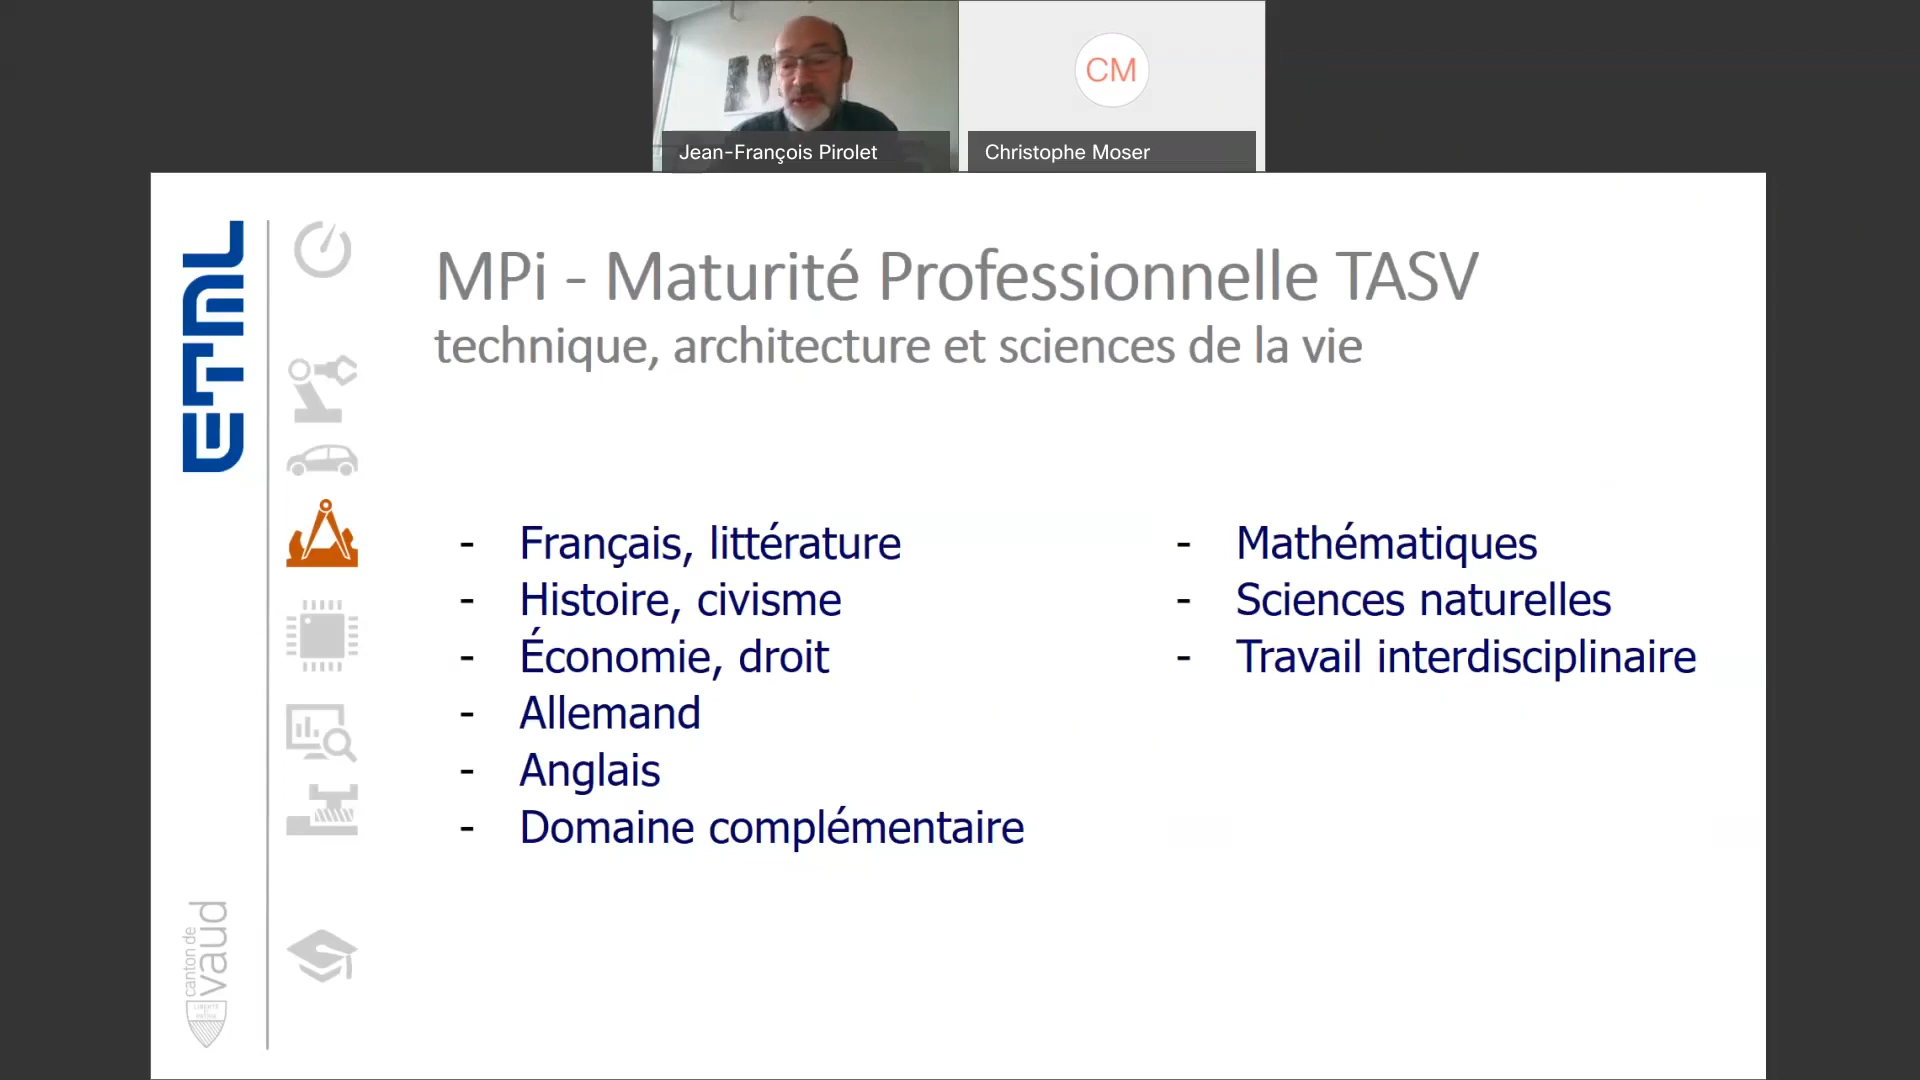 CM
Jean-François Pirolet
Christophe Moser
ETML
MPi - Maturité Professionnelle TASV
technique, architecture et sciences de la vie
- Français, littérature
- Histoire, civisme
- Économie, droit
- Allemand
- Anglais
- Domaine complémentaire
- Mathématiques
- Sciences naturelles
- Travail interdisciplinaire
canton de
vaud